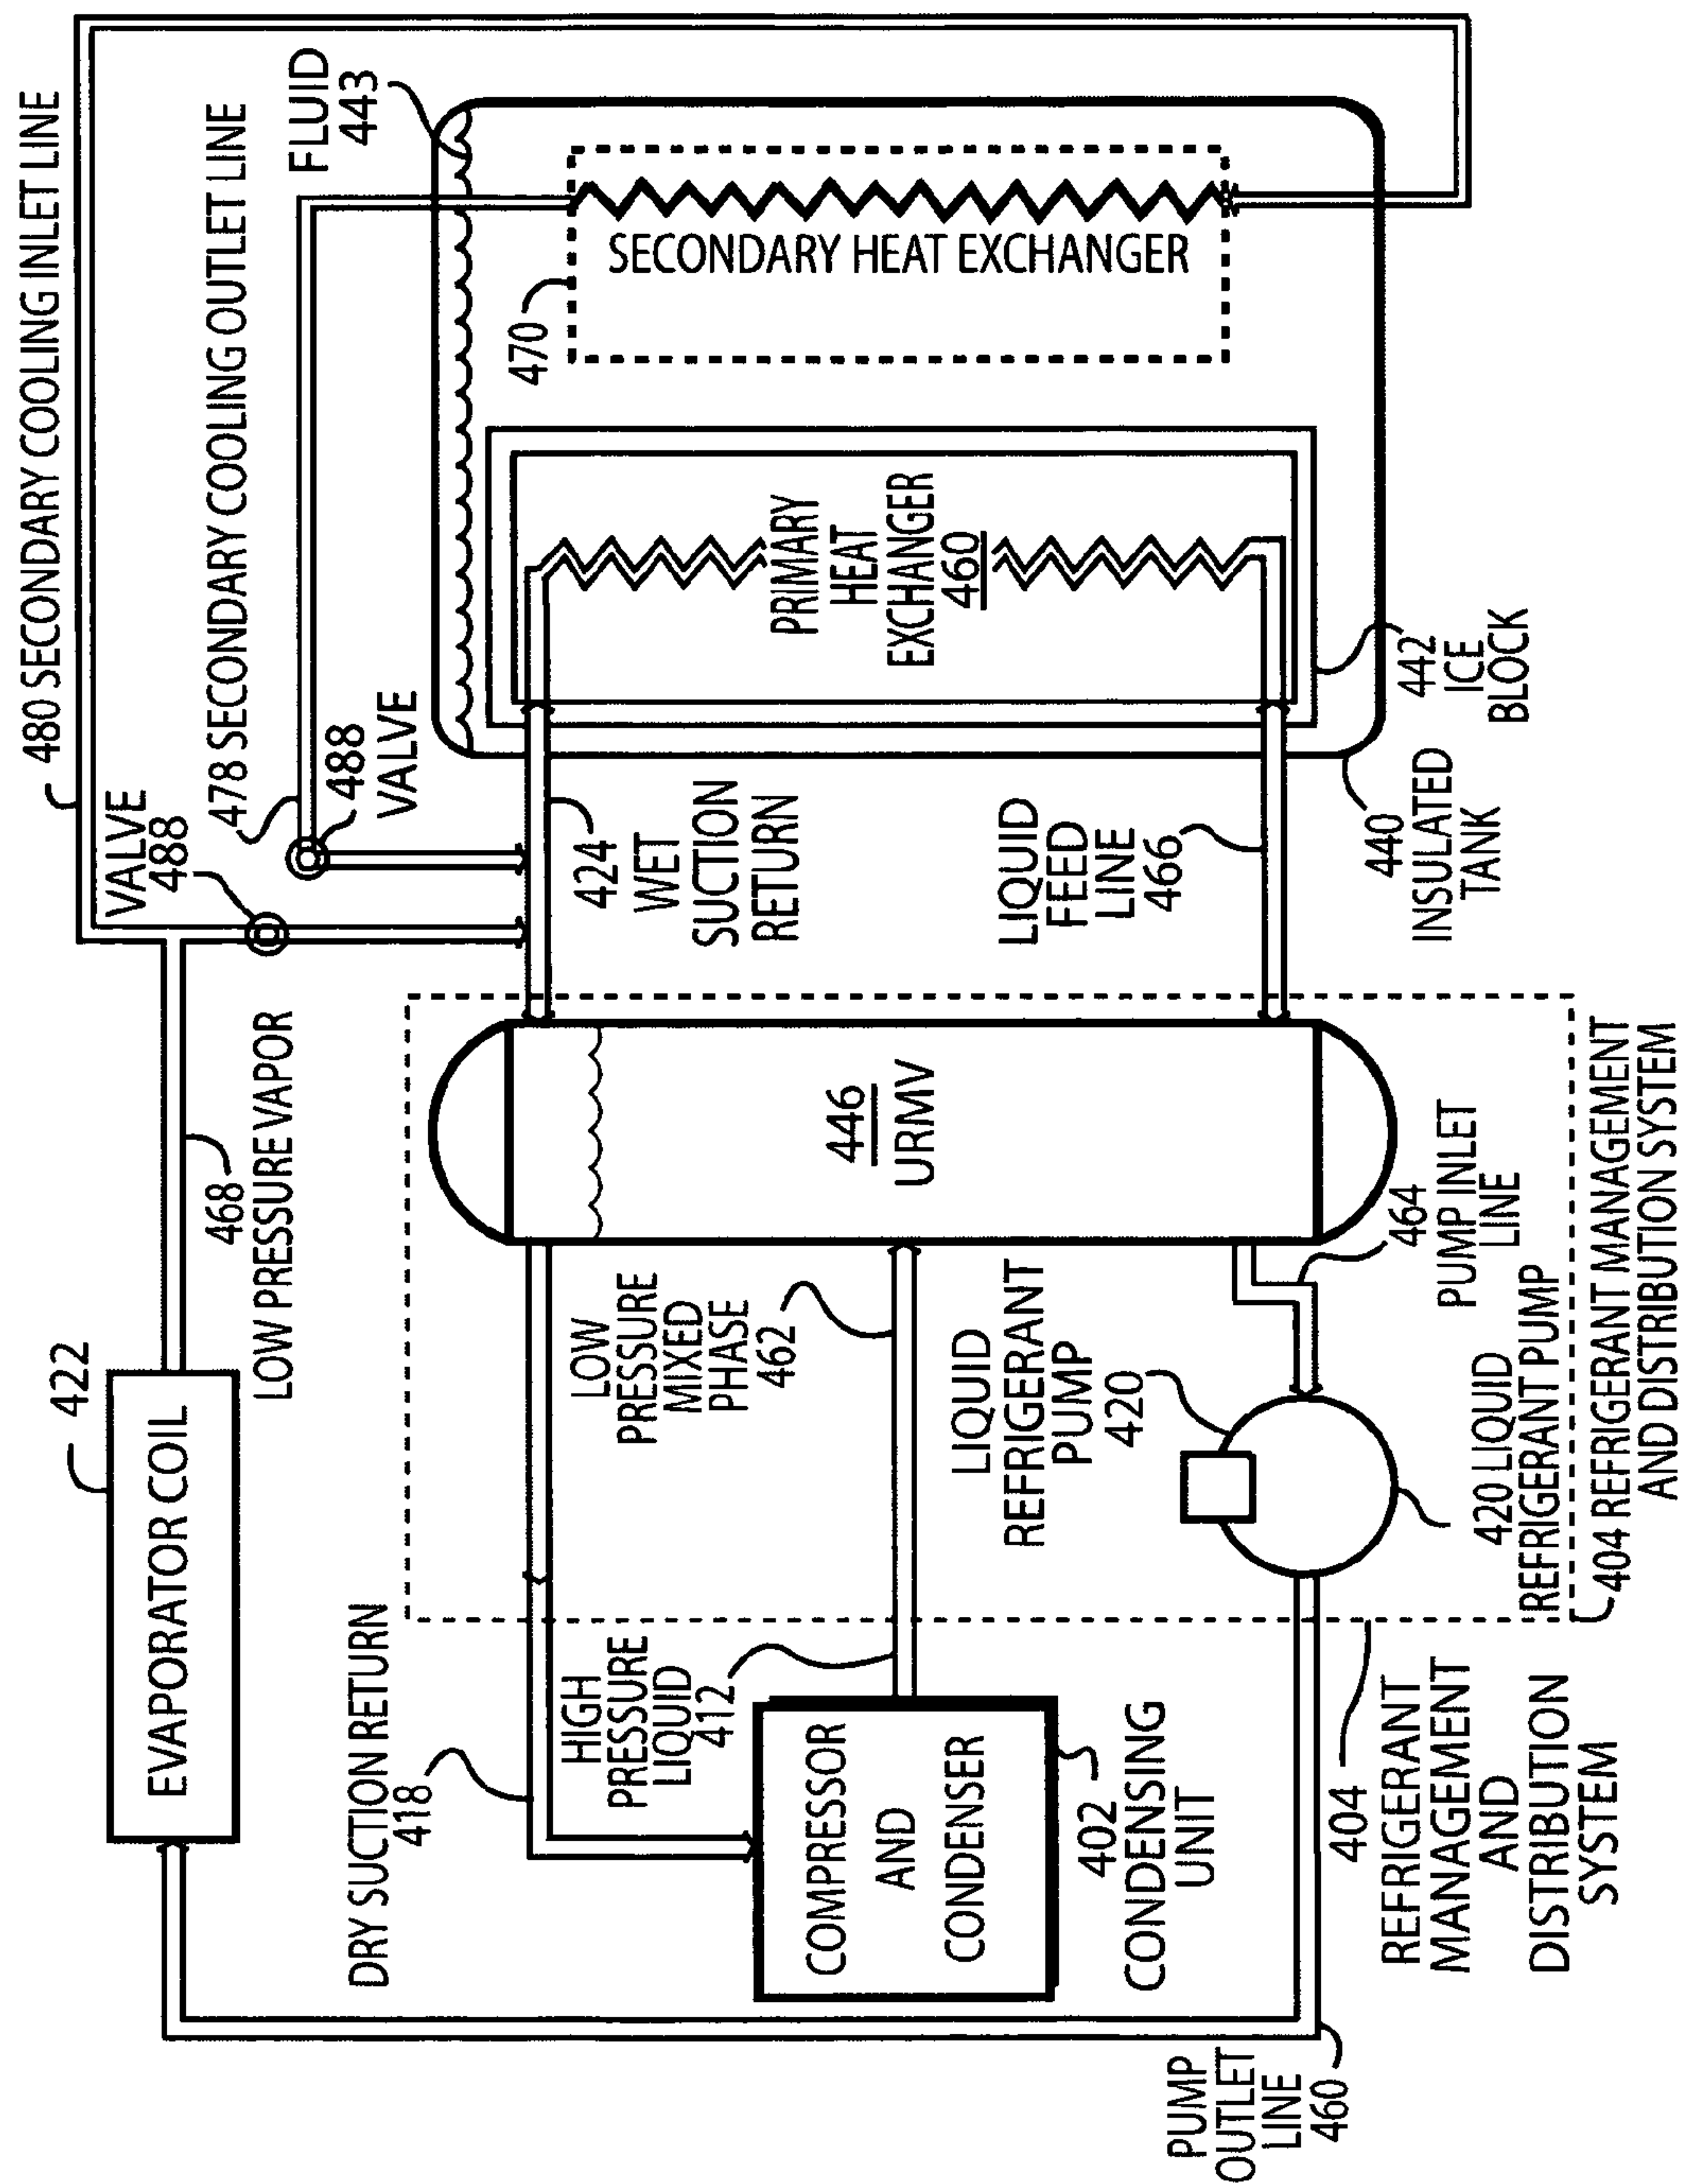 480 SECONDARY COOLING INLET LINE
478 SECONDARY COOLING OUTLET LINE
FLUID
443
VALVE
488
488
VALVE
EVAPORATOR COIL
422
468
LOW PRESSURE VAPOR
470
SECONDARY HEAT EXCHANGER
PRIMARY
HEAT
EXCHANGER
460
442
ICE
BLOCK
440
INSULATED
TANK
424
WET
SUCTION
RETURN
LIQUID
FEED
LINE
466
446
URMV
DRY SUCTION RETURN
418
LOW
PRESSURE
MIXED
PHASE
462
HIGH
PRESSURE
LIQUID
412
COMPRESSOR
AND
CONDENSER
402
CONDENSING
UNIT
LIQUID
REFRIGERANT
PUMP
420
464
PUMP INLET
LINE
420 LIQUID
REFRIGERANT PUMP
404 REFRIGERANT MANAGEMENT
AND DISTRIBUTION SYSTEM
404
REFRIGERANT
MANAGEMENT
AND
DISTRIBUTION
SYSTEM
PUMP
OUTLET
LINE
460